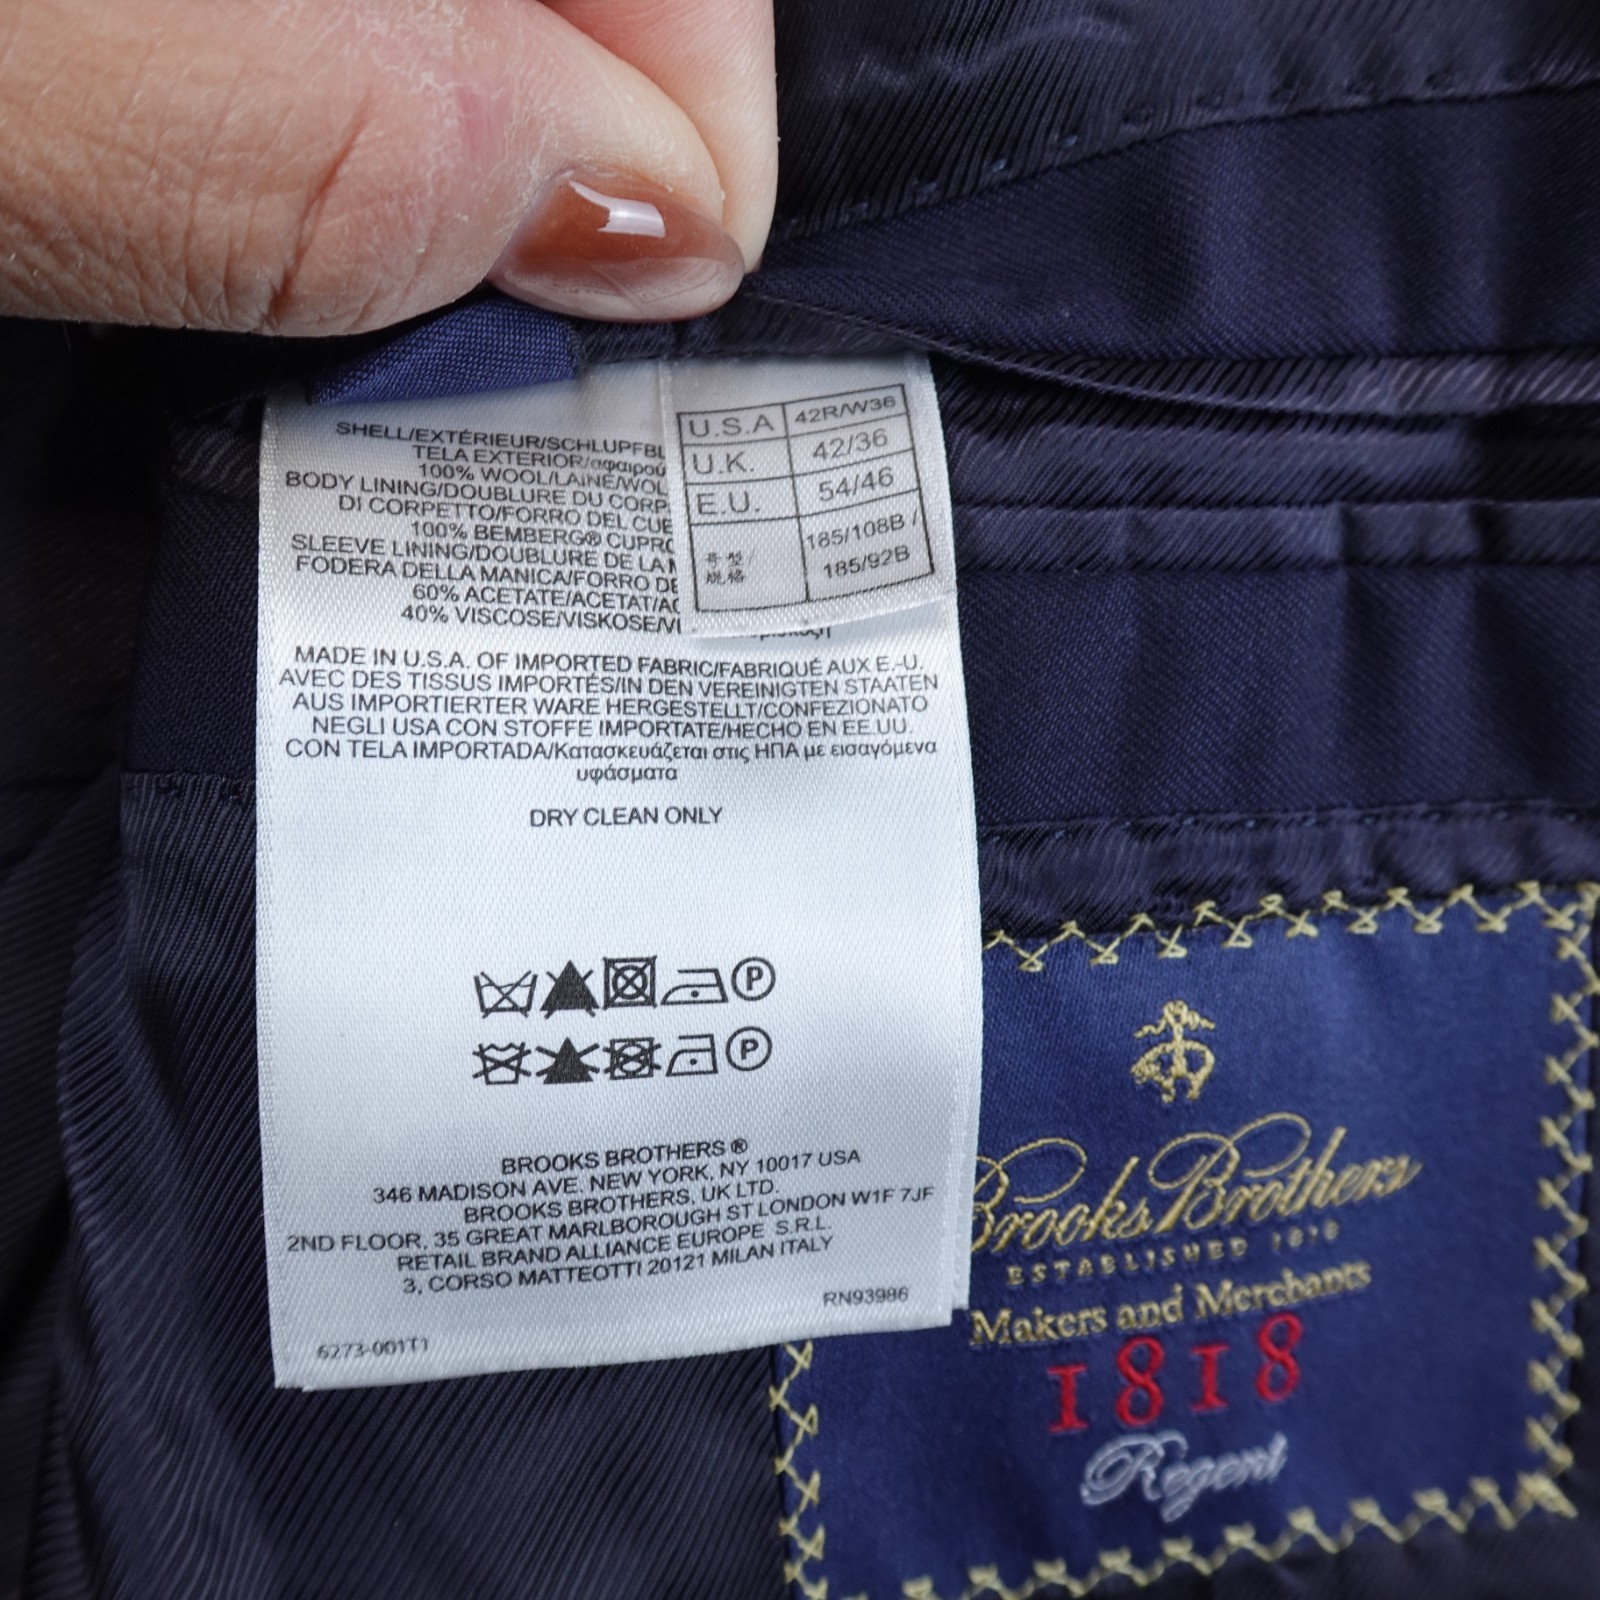 SHELL/EXTÉRIEUR/SCHLUPFBL
TELA EXTERIOR/αφαιρού
100% WOOL/LAINE/WOL
BODY LINING/DOUBLURE DU CORP
DI CORPETTO/FORRO DEL CUE
100% BEMBERG® CUPRO
SLEEVE LINING/DOUBLURE DE LA M
FODERA DELLA MANICA/FORRO DE
60% ACETATE/ACETAT/AC
40% VISCOSE/VISKOSE/VI
U.S.A 42R/W36
U.K. 42/36
E.U. 54/46
号型/ 规格 185/108B / 185/92B
MADE IN U.S.A. OF IMPORTED FABRIC/FABRIQUÉ AUX E.-U.
AVEC DES TISSUS IMPORTÉS/IN DEN VEREINIGTEN STAATEN
AUS IMPORTIERTER WARE HERGESTELLT/CONFEZIONATO
NEGLI USA CON STOFFE IMPORTATE/HECHO EN EE.UU.
CON TELA IMPORTADA/Κατασκευάζεται στις ΗΠΑ με εισαγόμενα
υφάσματα
DRY CLEAN ONLY
P
P
BROOKS BROTHERS ®
346 MADISON AVE. NEW YORK, NY 10017 USA
BROOKS BROTHERS, UK LTD.
2ND FLOOR, 35 GREAT MARLBOROUGH ST LONDON W1F 7JF
RETAIL BRAND ALLIANCE EUROPE S.R.L.
3, CORSO MATTEOTTI 20121 MILAN ITALY
RN93986
6273-001T1
Brooks Brothers
ESTABLISHED 1818
Makers and Merchants
1818
Regent